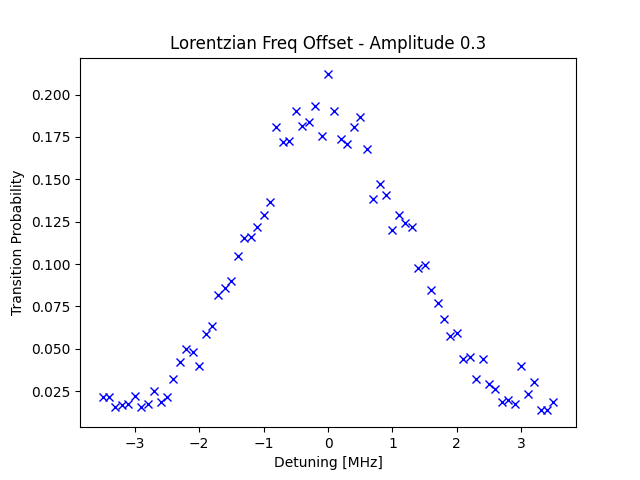 Lorentzian Freq Offset - Amplitude 0.3
0.200
0.175
0.150
0.125
0.100
0.075
0.050
0.025
Transition Probability
−3 −2 −1 0 1 2 3
Detuning [MHz]